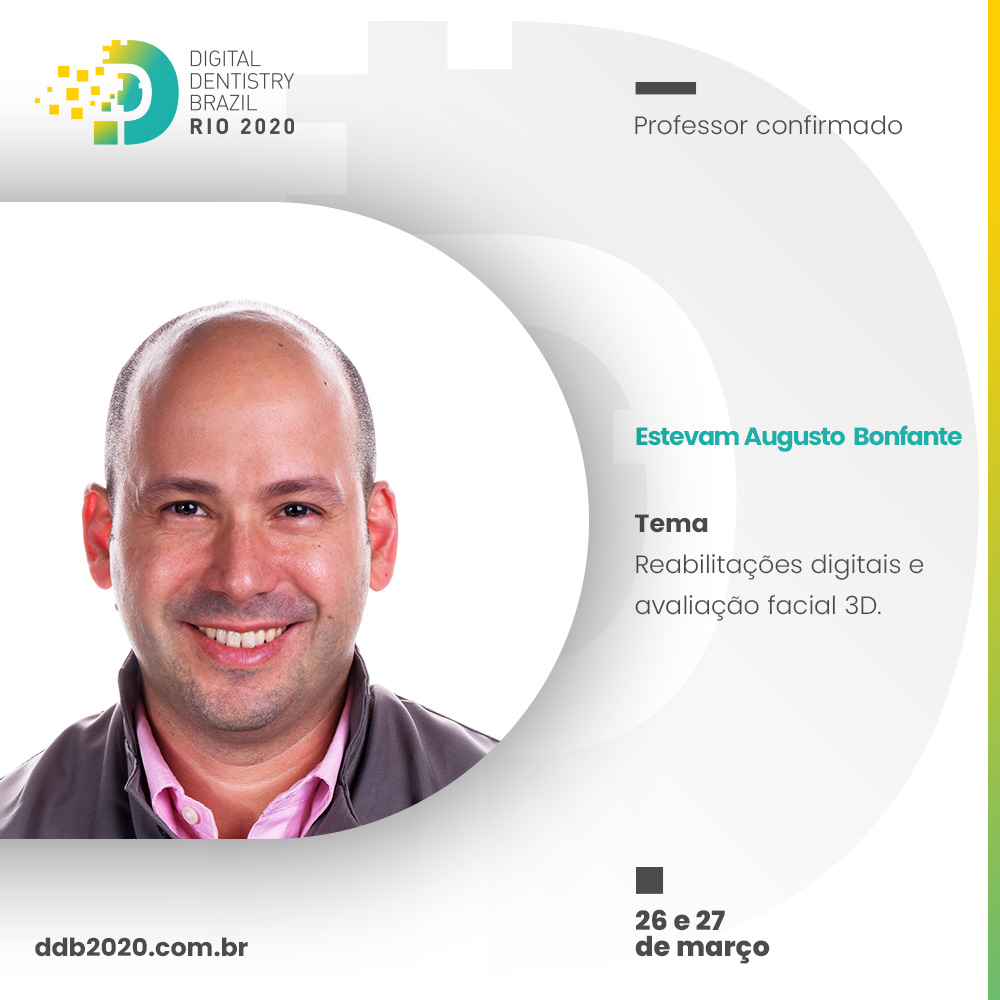 DIGITAL
DENTISTRY
BRAZIL
RIO 2020
Professor confirmado
Estevam Augusto Bonfante
Tema
Reabilitações digitais e
avaliação facial 3D.
26 e 27
de março
ddb2020.com.br